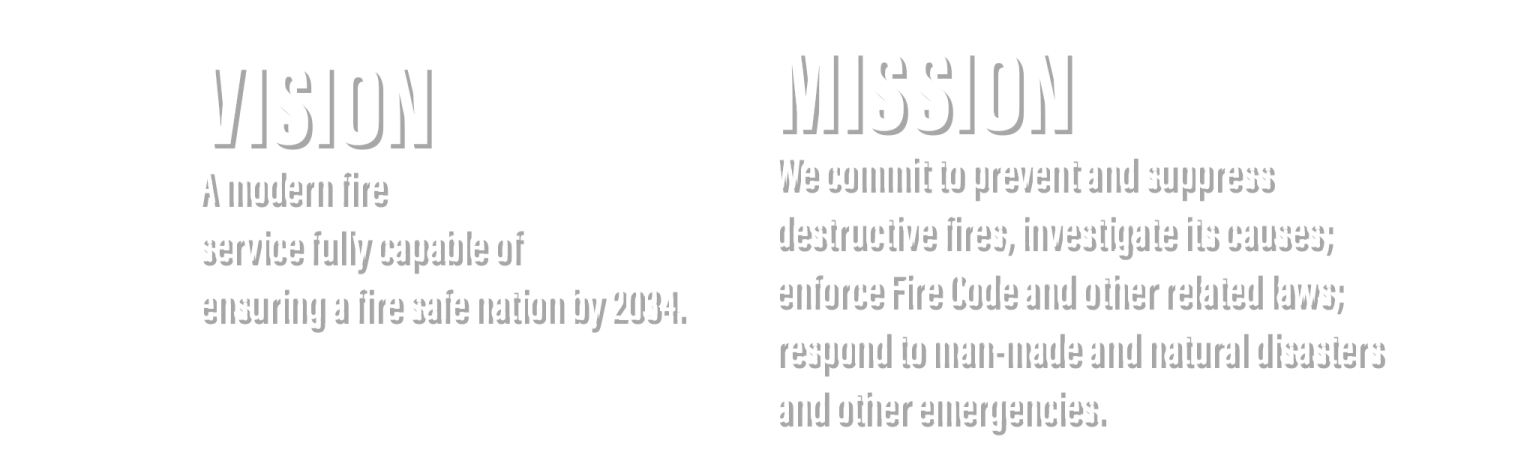 VISION
A modern fire
service fully capable of
ensuring a fire safe nation by 2034.
MISSION
We commit to prevent and suppress
destructive fires, investigate its causes;
enforce Fire Code and other related laws;
respond to man-made and natural disasters
and other emergencies.